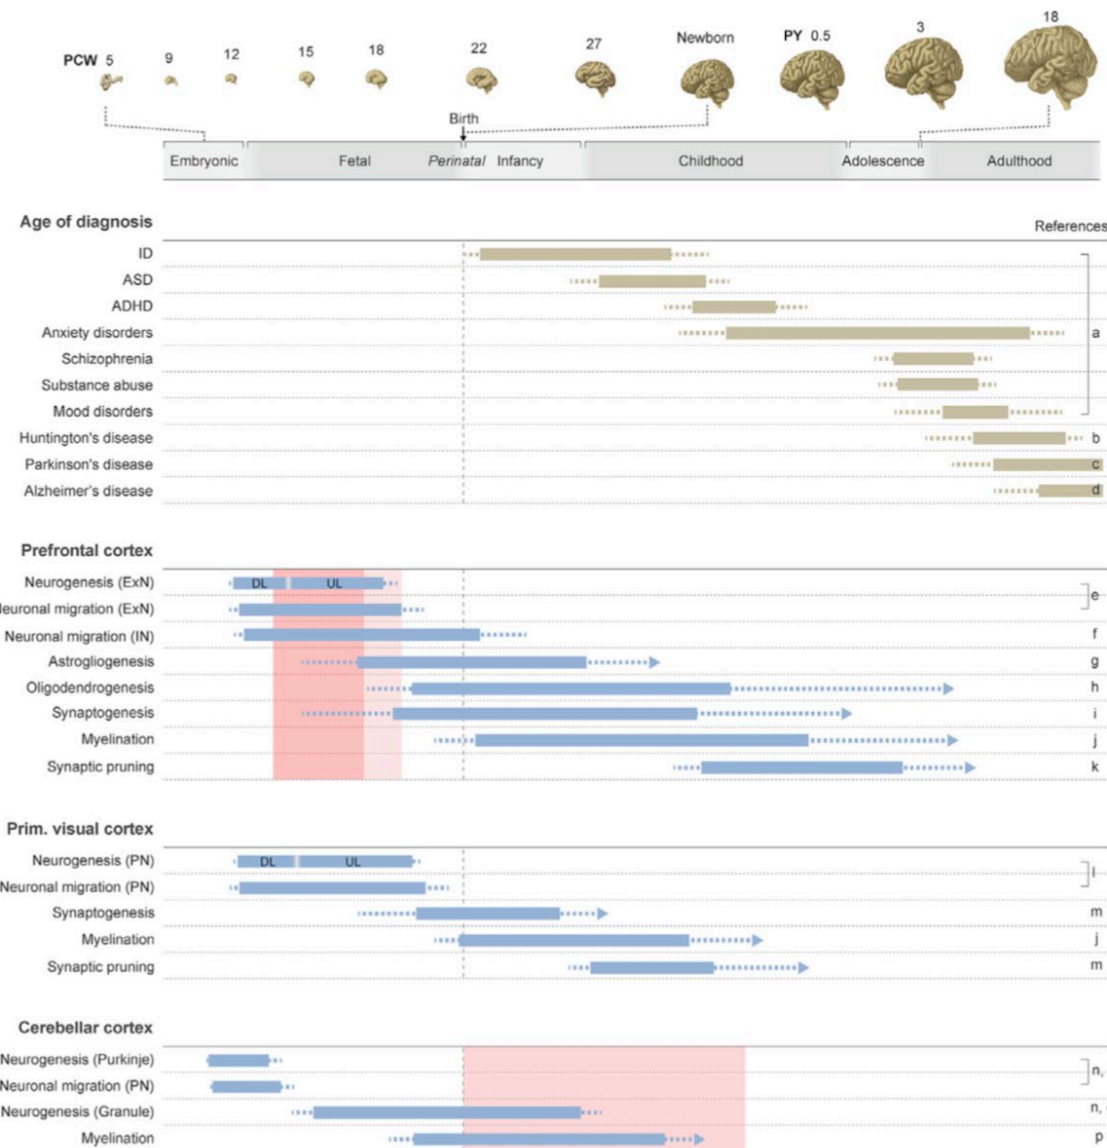 PCW 5 9 12 15 18 22 27 Newborn PY 0.5 3 18
Birth
Embryonic Fetal Perinatal Infancy Childhood Adolescence Adulthood
Age of diagnosis
References
ID
ASD
ADHD
Anxiety disorders a
Schizophrenia
Substance abuse
Mood disorders
Huntington's disease b
Parkinson's disease c
Alzheimer's disease d
Prefrontal cortex
Neurogenesis (ExN) DL UL
e
euronal migration (ExN)
Neuronal migration (IN) f
Astrogliogenesis g
Oligodendrogenesis h
Synaptogenesis i
Myelination j
Synaptic pruning k
Prim. visual cortex
Neurogenesis (PN) DL UL
l
Neuronal migration (PN)
Synaptogenesis m
Myelination j
Synaptic pruning m
Cerebellar cortex
Neurogenesis (Purkinje)
n,
Neuronal migration (PN)
Neurogenesis (Granule) n,
Myelination p